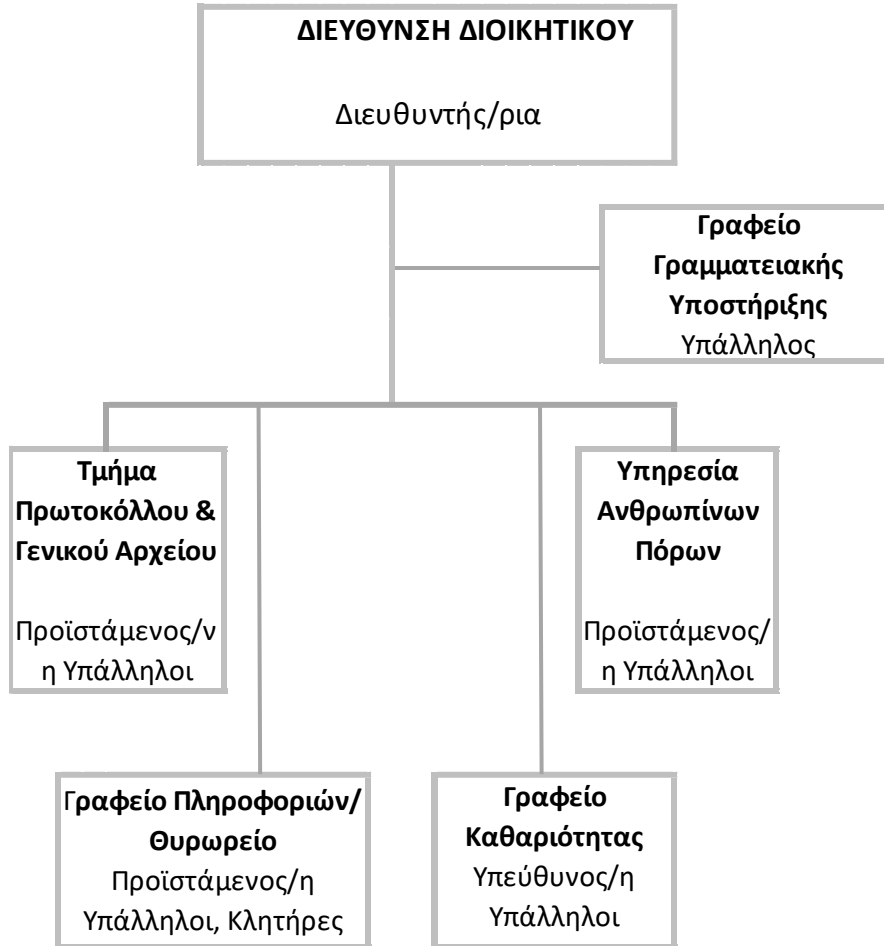 ΔΙΕΥΘΥΝΣΗ ΔΙΟΙΚΗΤΙΚΟΥ
Διευθυντής/ρια
Γραφείο
Γραμματειακής
Υποστήριξης
Υπάλληλος
Τμήμα
Πρωτοκόλλου &
Γενικού Αρχείου
Προϊστάμενος/ν
η Υπάλληλοι
Υπηρεσία
Ανθρωπίνων
Πόρων
Προϊστάμενος/
η Υπάλληλοι
Γραφείο Πληροφοριών/
Θυρωρείο
Προϊστάμενος/η
Υπάλληλοι, Κλητήρες
Γραφείο
Καθαριότητας
Υπεύθυνος/η
Υπάλληλοι